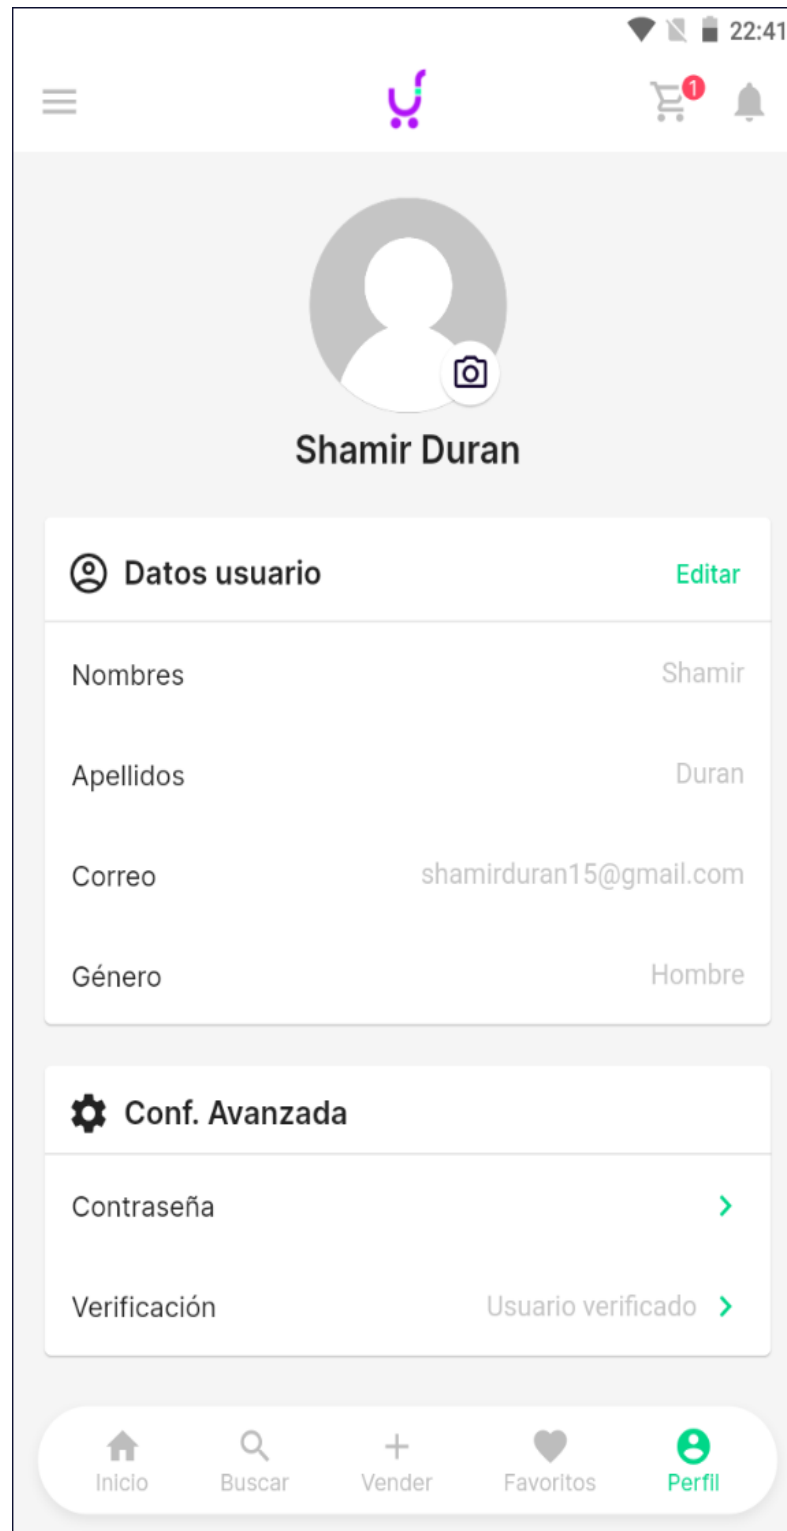 22:41
1
Shamir Duran
Datos usuario Editar
Nombres Shamir
Apellidos Duran
Correo shamirduran15@gmail.com
Género Hombre
Conf. Avanzada
Contraseña
Verificación Usuario verificado
Inicio Buscar Vender Favoritos Perfil